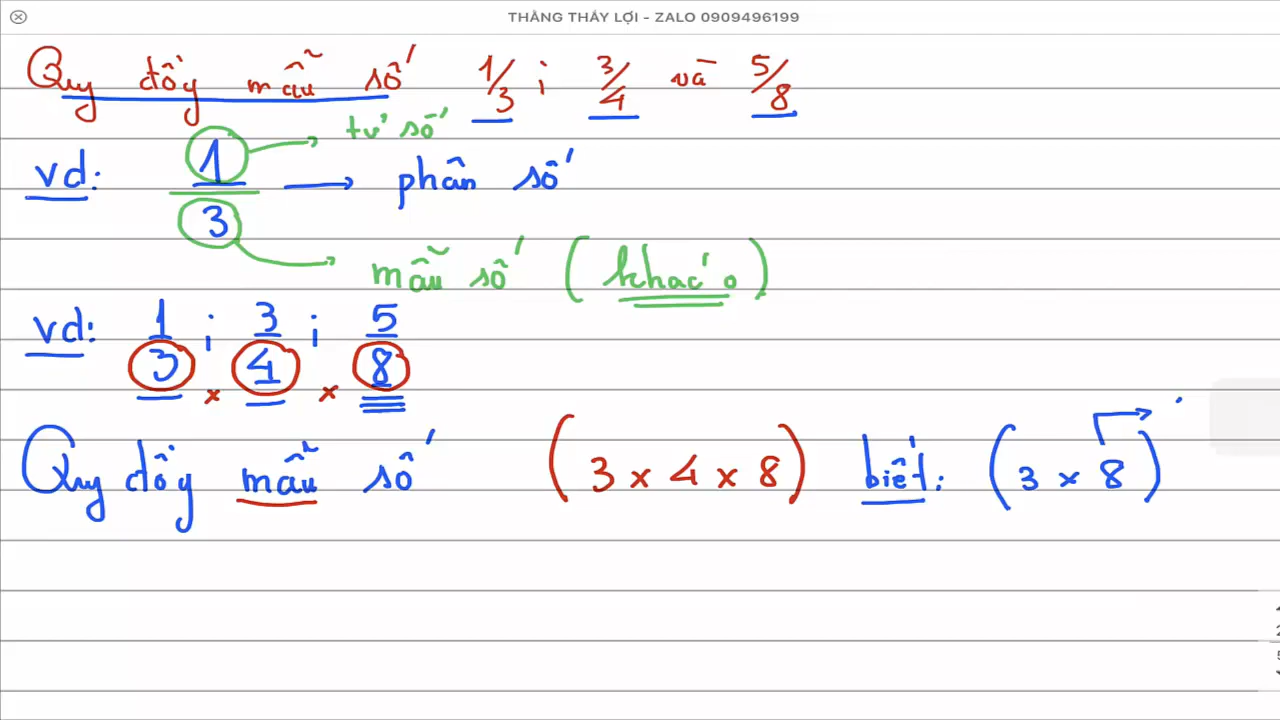 THẮNG THẦY LỢI - ZALO 0909496199
Quy đồng mẫu số 1/3 ; 3/4 và 5/8
tử số
vd: 1/3 → phân số
mẫu số (khác 0)
vd: 1/3 ; 3/4 ; 5/8
× ×
Quy đồng mẫu số (3 × 4 × 8) biết: (3 × 8)